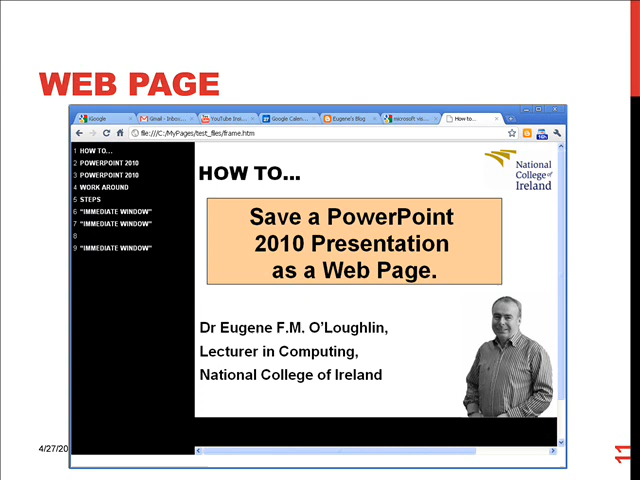 WEB PAGE
iGoogle
Gmail - Inbox...
YouTube Insi...
Google Calen...
Eugene's Blog
microsoft vis...
How to...
file:///C:/MyPages/test_files/frame.htm
1 HOW TO...
2 POWERPOINT 2010
3 POWERPOINT 2010
4 WORK AROUND
5 STEPS
6 "IMMEDIATE WINDOW"
7 "IMMEDIATE WINDOW"
8
9 "IMMEDIATE WINDOW"
HOW TO...
National
College of
Ireland
Save a PowerPoint
2010 Presentation
as a Web Page.
Dr Eugene F.M. O'Loughlin,
Lecturer in Computing,
National College of Ireland
4/27/20
11